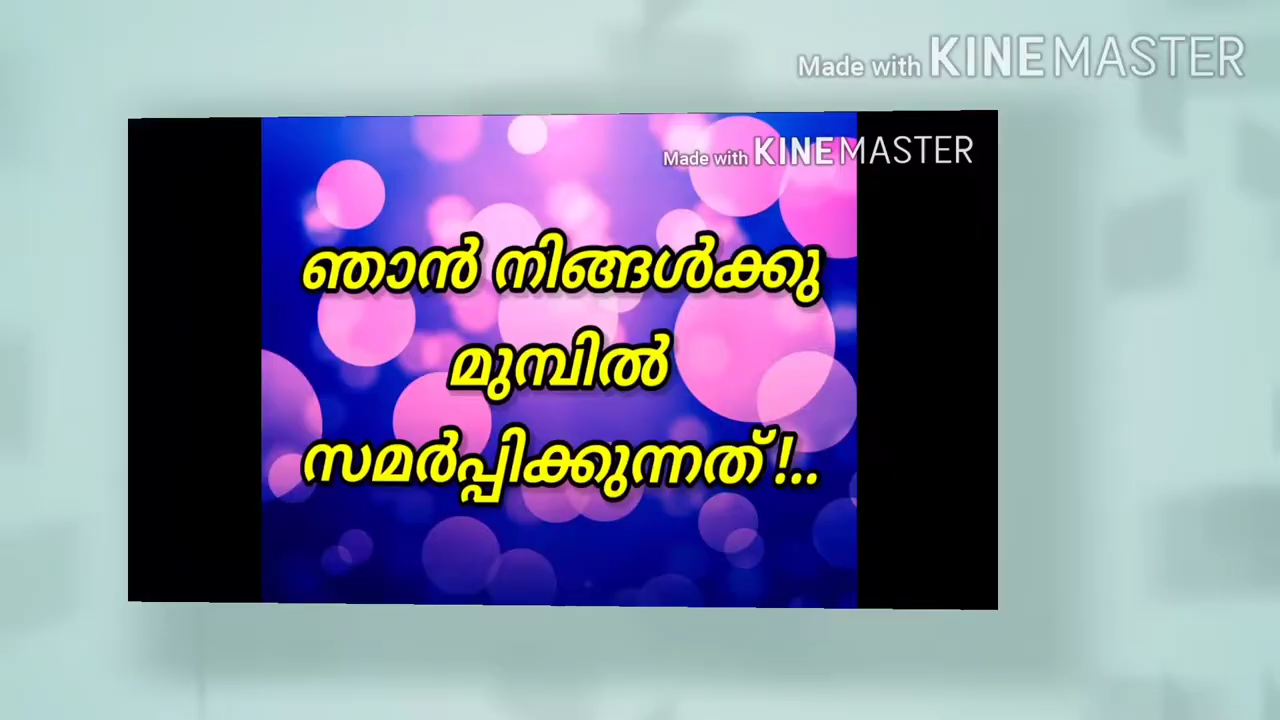 Made with KINEMASTER
Made with KINEMASTER
ഞാൻ നിങ്ങൾക്കു
മുമ്പിൽ
സമർപ്പിക്കുന്നത്!..